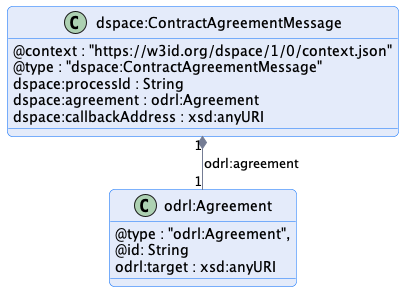 C dspace:ContractAgreementMessage
@context : "https://w3id.org/dspace/1/0/context.json"
@type : "dspace:ContractAgreementMessage"
dspace:processId : String
dspace:agreement : odrl:Agreement
dspace:callbackAddress : xsd:anyURI
1
odrl:agreement
1
C odrl:Agreement
@type : "odrl:Agreement",
@id: String
odrl:target : xsd:anyURI